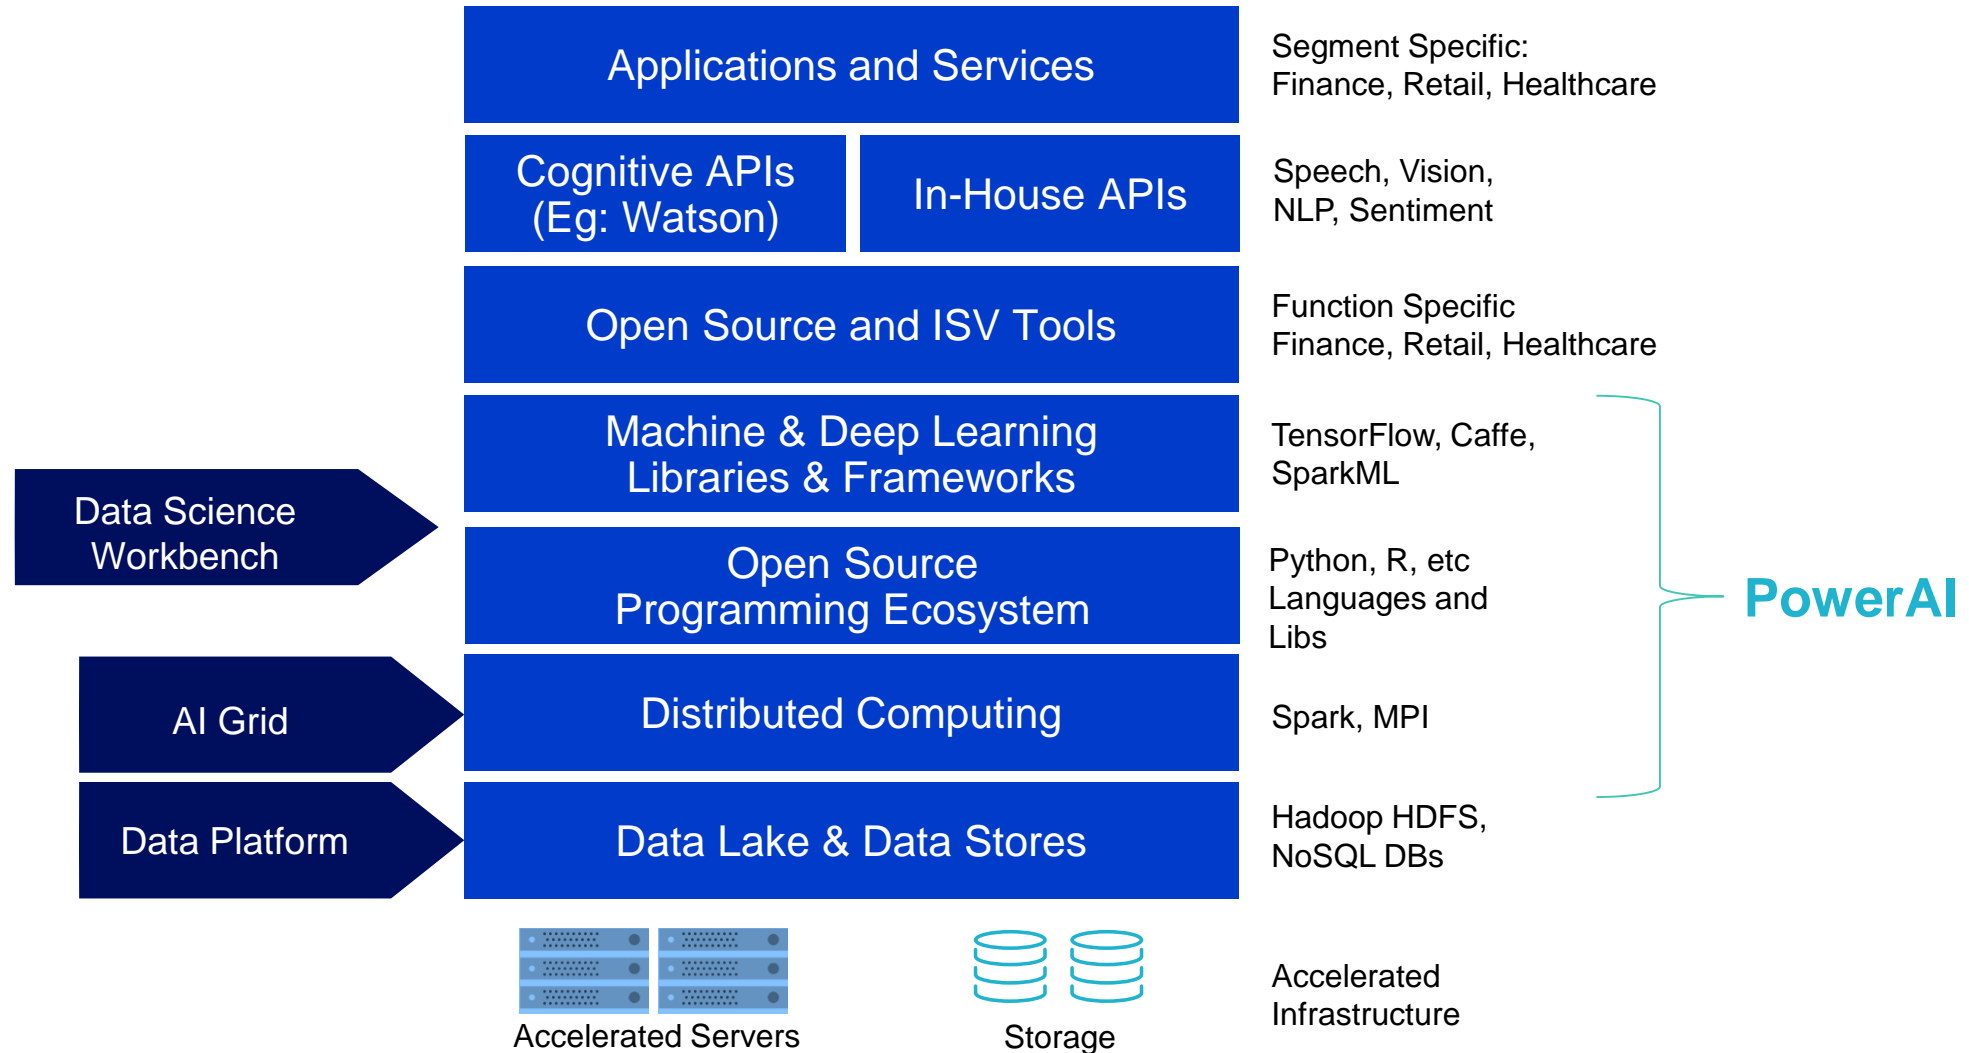 Applications and Services
Segment Specific:
Finance, Retail, Healthcare
Cognitive APIs
(Eg: Watson)
In-House APIs
Speech, Vision,
NLP, Sentiment
Open Source and ISV Tools
Function Specific
Finance, Retail, Healthcare
Machine & Deep Learning
Libraries & Frameworks
TensorFlow, Caffe,
SparkML
Data Science
Workbench
Open Source
Programming Ecosystem
Python, R, etc
Languages and
Libs
PowerAI
AI Grid
Distributed Computing
Spark, MPI
Data Platform
Data Lake & Data Stores
Hadoop HDFS,
NoSQL DBs
Accelerated Servers
Storage
Accelerated
Infrastructure